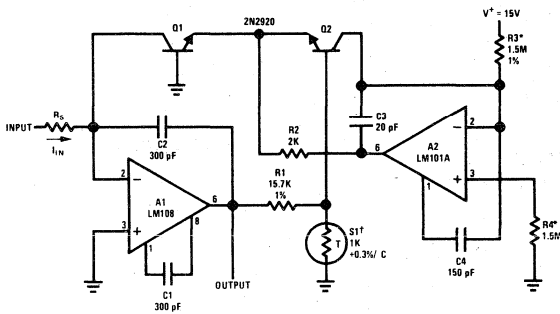 Q1
2N2920
Q2
V+ = 15V
R3*
1.5M
1%
INPUT
RS
IIN
C2
300 pF
R2
2K
C3
20 pF
6
A2
LM101A
2
3
1
R4*
1.5M
C4
150 pF
2
3
A1
LM108
6
8
1
C1
300 pF
R1
15.7K
1%
OUTPUT
T
S1†
1K
+0.3%/ C